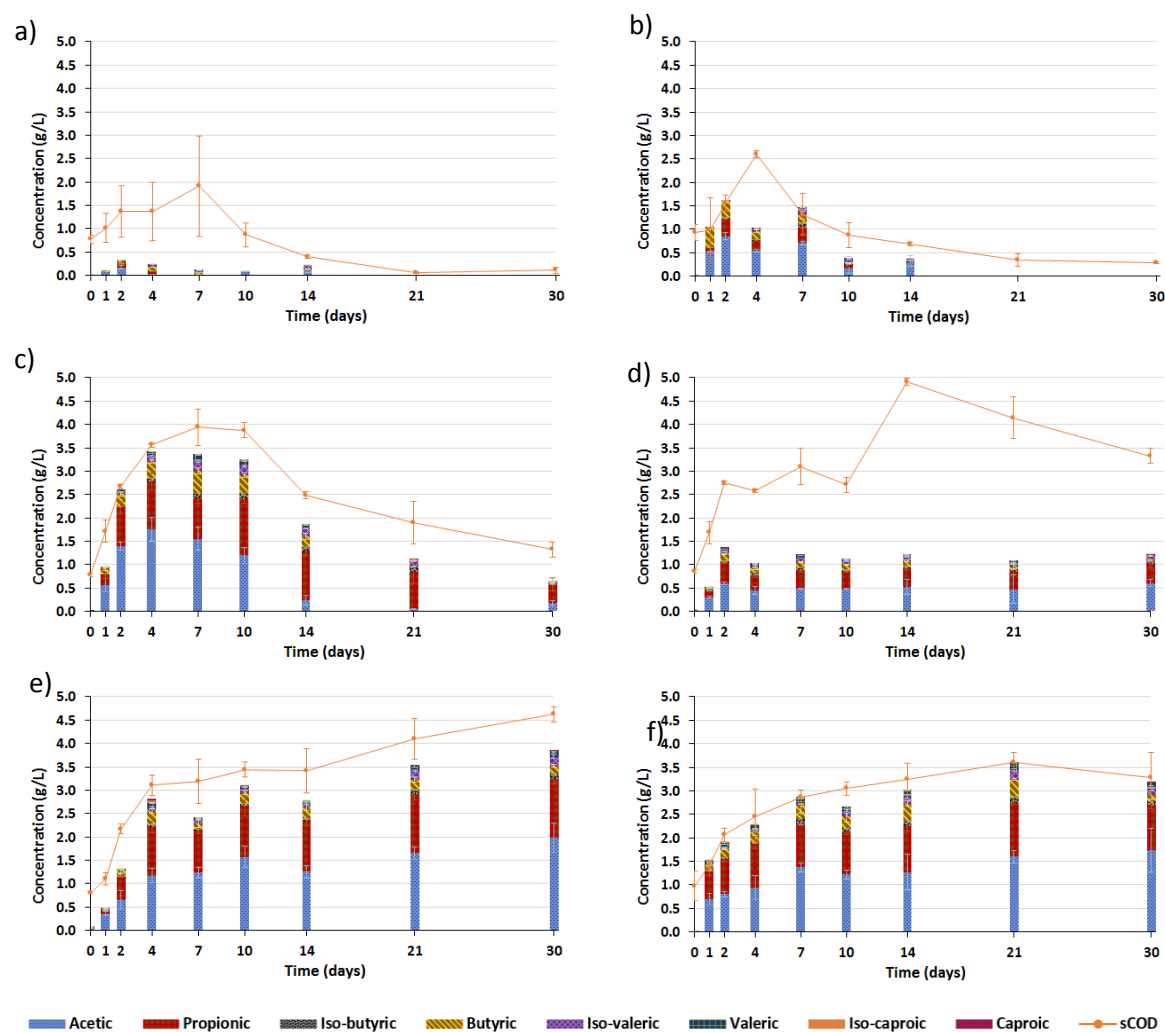 a)
5.0
4.5
4.0
3.5
3.0
2.5
2.0
1.5
1.0
0.5
0.0
Concentration (g/L)
0 1 2 4 7 10 14 21 30
Time (days)
b)
5.0
4.5
4.0
3.5
3.0
2.5
2.0
1.5
1.0
0.5
0.0
Concentration (g/L)
0 1 2 4 7 10 14 21 30
Time (days)
c)
5.0
4.5
4.0
3.5
3.0
2.5
2.0
1.5
1.0
0.5
0.0
Concentration (g/L)
0 1 2 4 7 10 14 21 30
Time (days)
d)
5.0
4.5
4.0
3.5
3.0
2.5
2.0
1.5
1.0
0.5
0.0
Concentration (g/L)
0 1 2 4 7 10 14 21 30
Time (days)
e)
5.0
4.5
4.0
3.5
3.0
2.5
2.0
1.5
1.0
0.5
0.0
Concentration (g/L)
0 1 2 4 7 10 14 21 30
Time (days)
f)
5.0
4.5
4.0
3.5
3.0
2.5
2.0
1.5
1.0
0.5
0.0
Concentration (g/L)
0 1 2 4 7 10 14 21 30
Time (days)
Acetic Propionic Iso-butyric Butyric Iso-valeric Valeric Iso-caproic Caproic sCOD